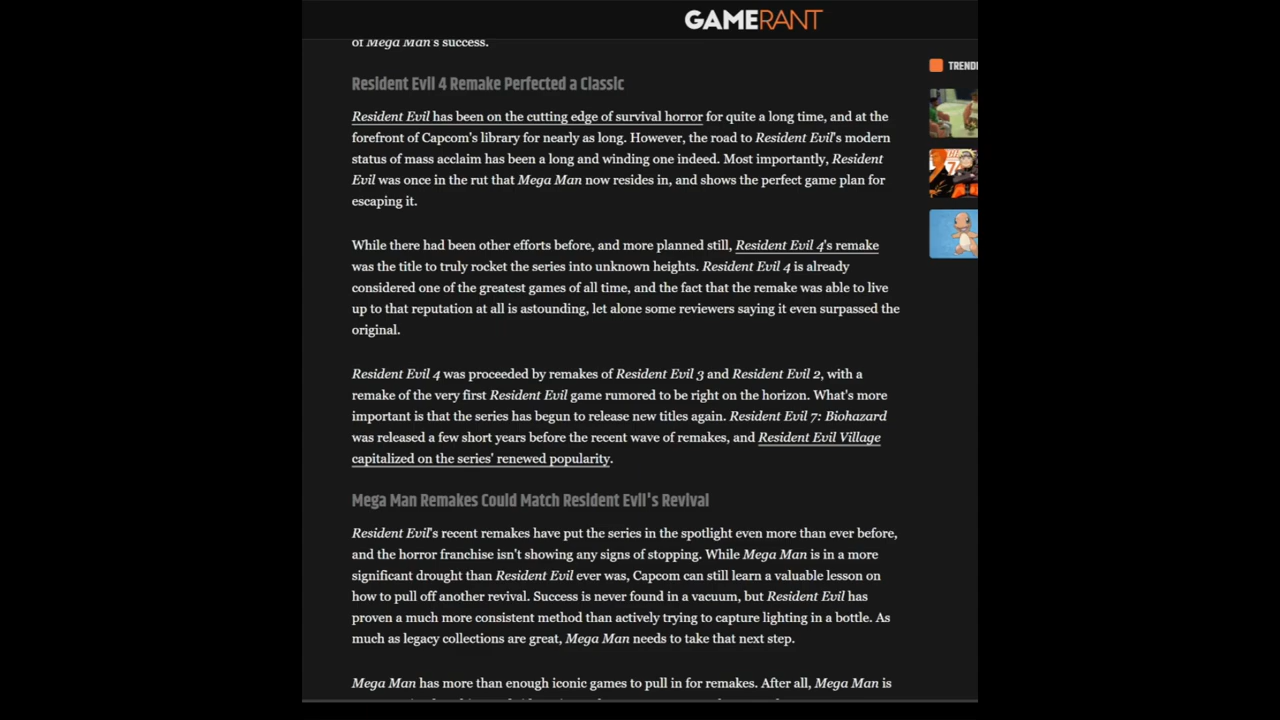 GAMERANT
of Mega Man's success.
Resident Evil 4 Remake Perfected a Classic
TRENDI
Resident Evil has been on the cutting edge of survival horror for quite a long time, and at the
forefront of Capcom's library for nearly as long. However, the road to Resident Evil's modern
status of mass acclaim has been a long and winding one indeed. Most importantly, Resident
Evil was once in the rut that Mega Man now resides in, and shows the perfect game plan for
escaping it.
While there had been other efforts before, and more planned still, Resident Evil 4's remake
was the title to truly rocket the series into unknown heights. Resident Evil 4 is already
considered one of the greatest games of all time, and the fact that the remake was able to live
up to that reputation at all is astounding, let alone some reviewers saying it even surpassed the
original.
Resident Evil 4 was proceeded by remakes of Resident Evil 3 and Resident Evil 2, with a
remake of the very first Resident Evil game rumored to be right on the horizon. What's more
important is that the series has begun to release new titles again. Resident Evil 7: Biohazard
was released a few short years before the recent wave of remakes, and Resident Evil Village
capitalized on the series' renewed popularity.
Mega Man Remakes Could Match Resident Evil's Revival
Resident Evil's recent remakes have put the series in the spotlight even more than ever before,
and the horror franchise isn't showing any signs of stopping. While Mega Man is in a more
significant drought than Resident Evil ever was, Capcom can still learn a valuable lesson on
how to pull off another revival. Success is never found in a vacuum, but Resident Evil has
proven a much more consistent method than actively trying to capture lighting in a bottle. As
much as legacy collections are great, Mega Man needs to take that next step.
Mega Man has more than enough iconic games to pull in for remakes. After all, Mega Man is